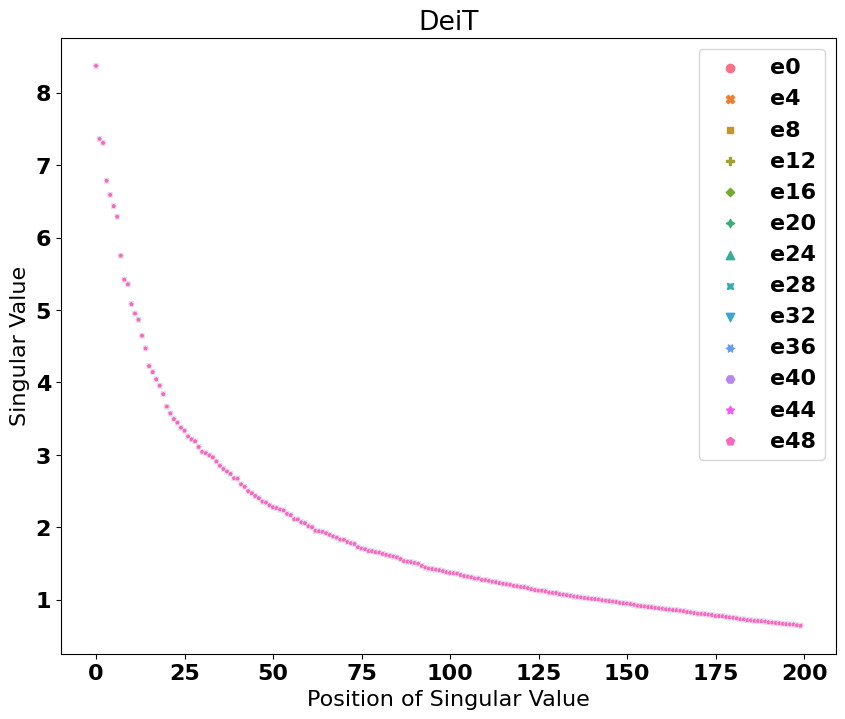 DeiT
Singular Value
8
7
6
5
4
3
2
1
e0
e4
e8
e12
e16
e20
e24
e28
e32
e36
e40
e44
e48
0 25 50 75 100 125 150 175 200
Position of Singular Value